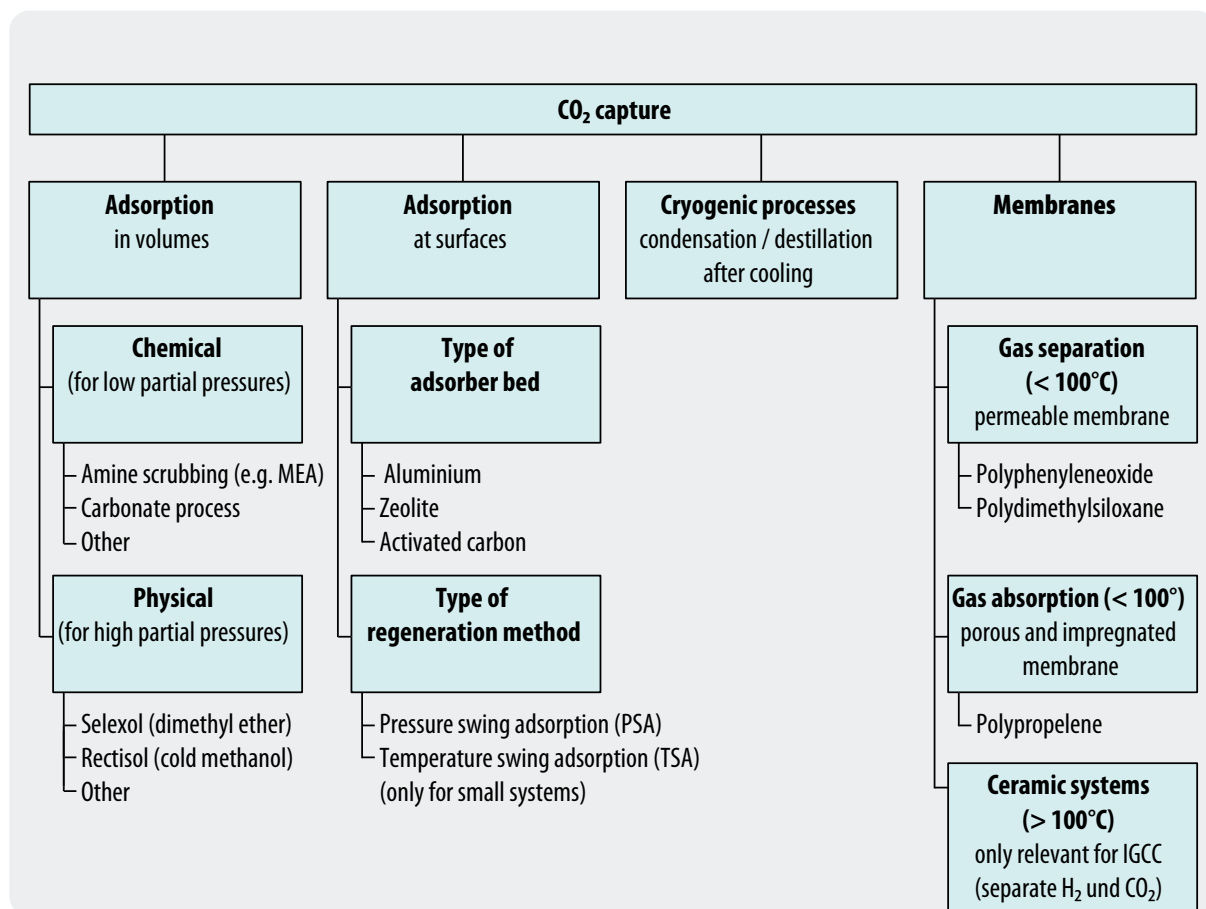 CO₂ capture
Adsorption
in volumes
Chemical
(for low partial pressures)
Amine scrubbing (e.g. MEA)
Carbonate process
Other
Physical
(for high partial pressures)
Selexol (dimethyl ether)
Rectisol (cold methanol)
Other
Adsorption
at surfaces
Type of
adsorber bed
Aluminium
Zeolite
Activated carbon
Type of
regeneration method
Pressure swing adsorption (PSA)
Temperature swing adsorption (TSA)
(only for small systems)
Cryogenic processes
condensation / destillation
after cooling
Membranes
Gas separation
(< 100°C)
permeable membrane
Polyphenyleneoxide
Polydimethylsiloxane
Gas absorption (< 100°)
porous and impregnated
membrane
Polypropelene
Ceramic systems
(> 100°C)
only relevant for IGCC
(separate H₂ und CO₂)